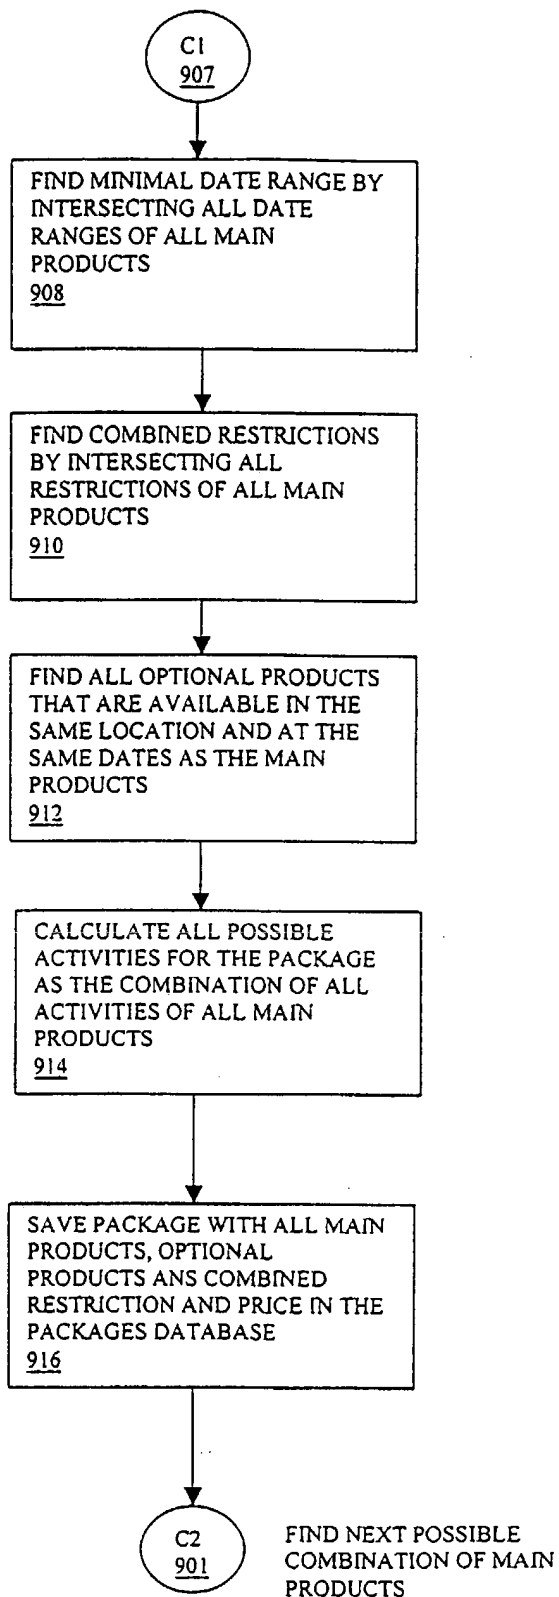 C1
907
FIND MINIMAL DATE RANGE BY
INTERSECTING ALL DATE
RANGES OF ALL MAIN
PRODUCTS
908
FIND COMBINED RESTRICTIONS
BY INTERSECTING ALL
RESTRICTIONS OF ALL MAIN
PRODUCTS
910
FIND ALL OPTIONAL PRODUCTS
THAT ARE AVAILABLE IN THE
SAME LOCATION AND AT THE
SAME DATES AS THE MAIN
PRODUCTS
912
CALCULATE ALL POSSIBLE
ACTIVITIES FOR THE PACKAGE
AS THE COMBINATION OF ALL
ACTIVITIES OF ALL MAIN
PRODUCTS
914
SAVE PACKAGE WITH ALL MAIN
PRODUCTS, OPTIONAL
PRODUCTS ANS COMBINED
RESTRICTION AND PRICE IN THE
PACKAGES DATABASE
916
C2
901
FIND NEXT POSSIBLE
COMBINATION OF MAIN
PRODUCTS